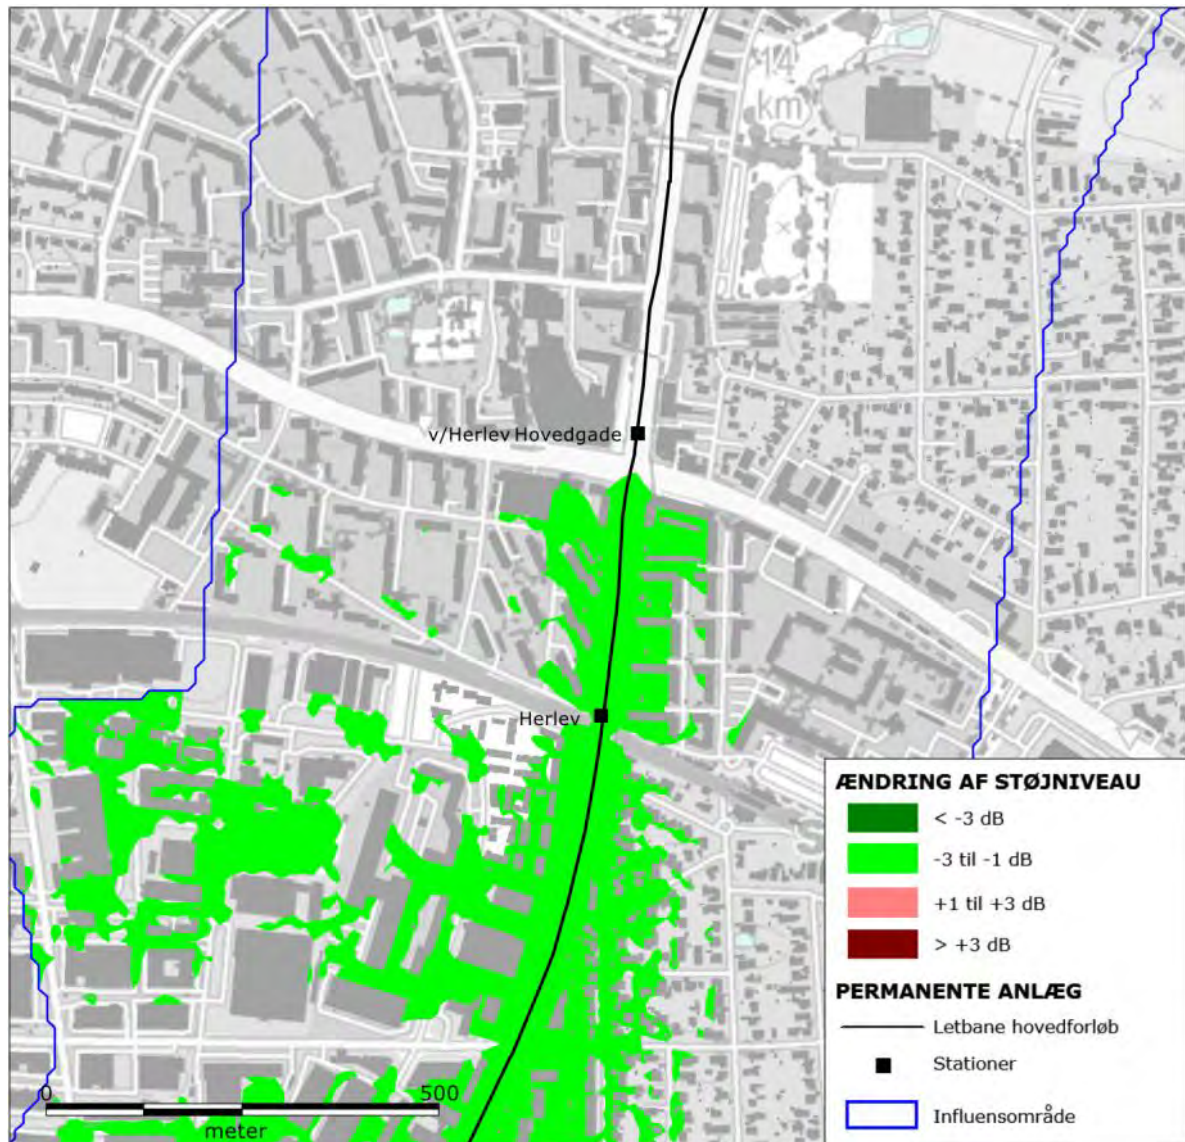 14
km
v/Herlev Hovedgade
Herlev
S
ÆNDRING AF STØJNIVEAU
< -3 dB
-3 til -1 dB
+1 til +3 dB
> +3 dB
PERMANENTE ANLÆG
Letbane hovedforløb
Stationer
Influensområde
0 500
meter